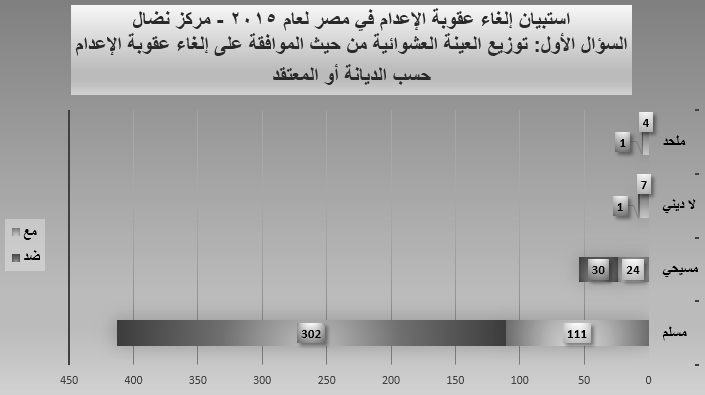 استبيان إلغاء عقوبة الإعدام في مصر لعام ٢٠١٥ - مركز نضال
السؤال الأول: توزيع العينة العشوائية من حيث الموافقة على إلغاء عقوبة الإعدام
حسب الديانة أو المعتقد
ملحد 4 1
لا ديني 7 1
مسيحي 24 30
مسلم 111 302
مع
ضد
450 400 350 300 250 200 150 100 50 0